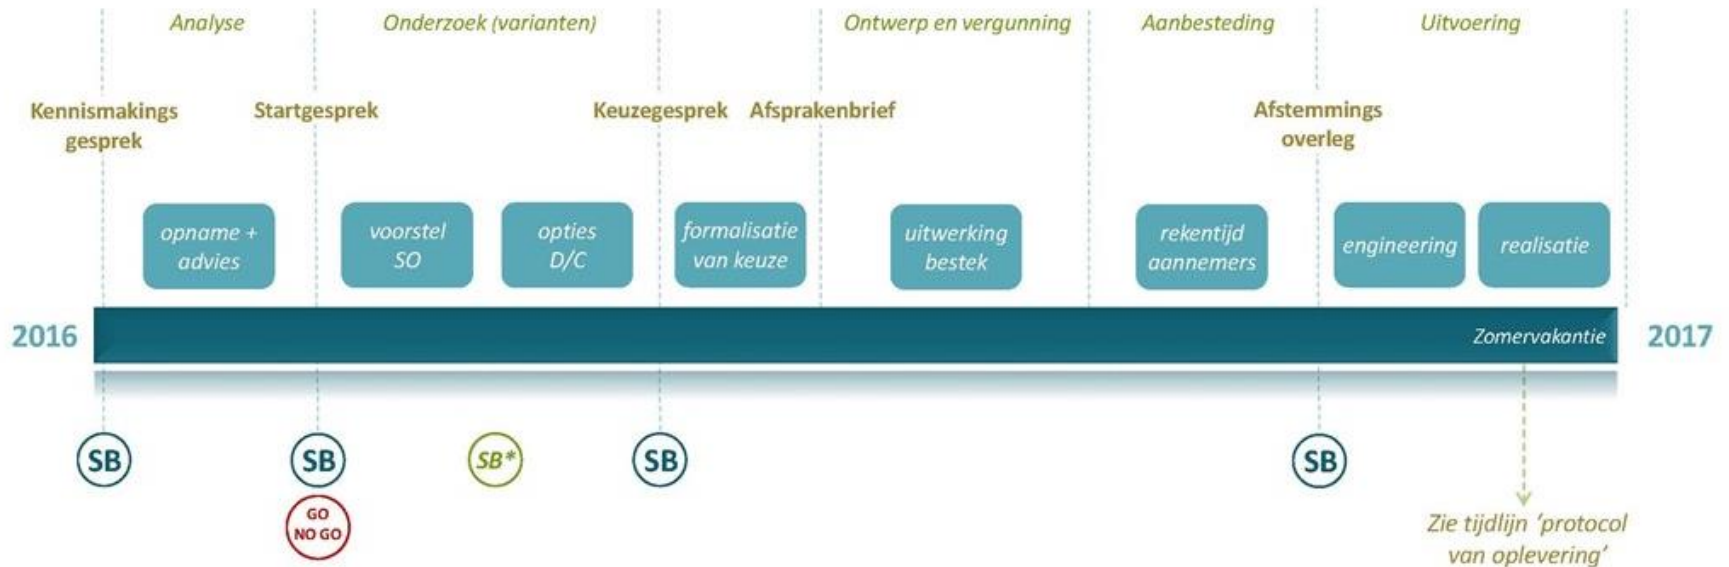 Analyse
Onderzoek (varianten)
Ontwerp en vergunning
Aanbesteding
Uitvoering
Kennismakings
gesprek
Startgesprek
Keuzegesprek
Afsprakenbrief
Afstemmings
overleg
opname +
advies
voorstel
SO
opties
D/C
formalisatie
van keuze
uitwerking
bestek
rekentijd
aannemers
engineering
realisatie
2016
Zomervakantie
2017
SB
SB
SB*
SB
SB
GO
NO GO
Zie tijdlijn 'protocol
van oplevering'